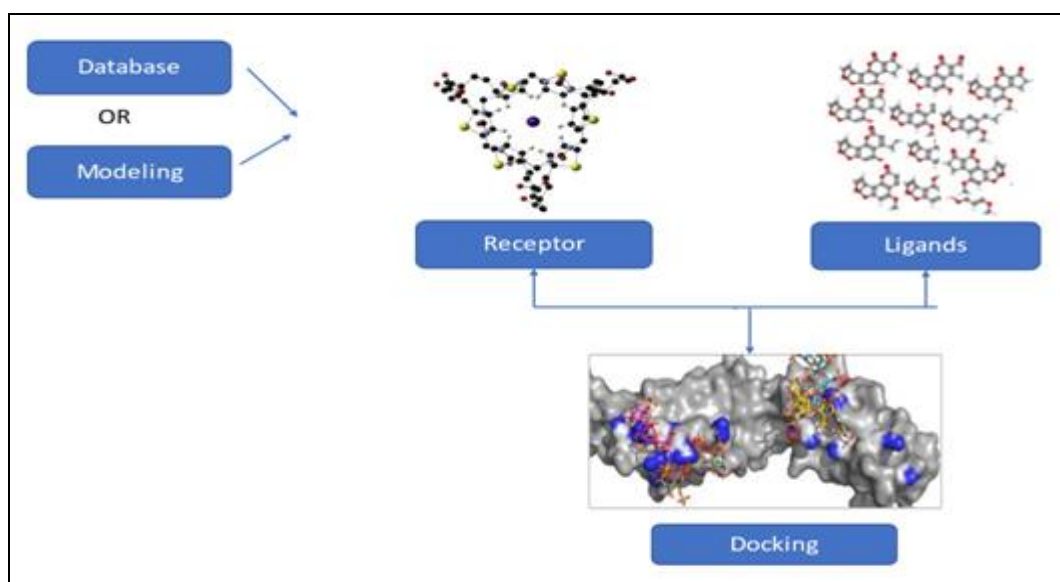 Database
OR
Modeling
Receptor
Ligands
Docking